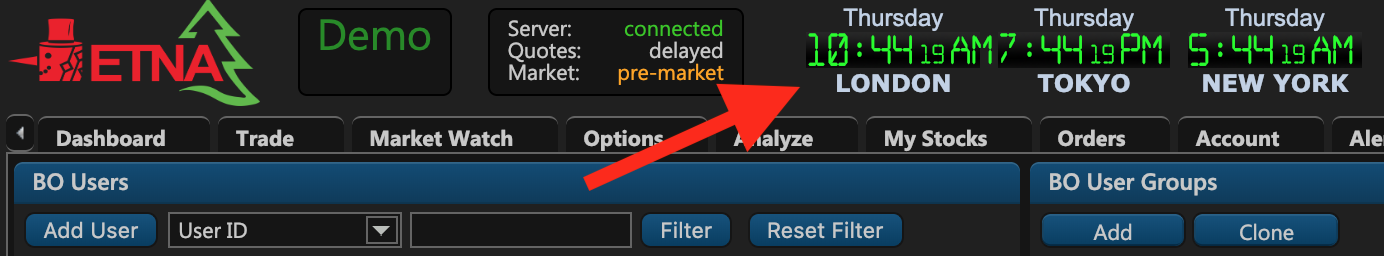 ETNA
Demo
Server: connected
Quotes: delayed
Market: pre-market
Thursday
10:44 19 AM
LONDON
Thursday
7:44 19 PM
TOKYO
Thursday
5:44 19 AM
NEW YORK
Dashboard Trade Market Watch Options Analyze My Stocks Orders Account Ale
BO Users
BO User Groups
Add User User ID Filter Reset Filter
Add Clone